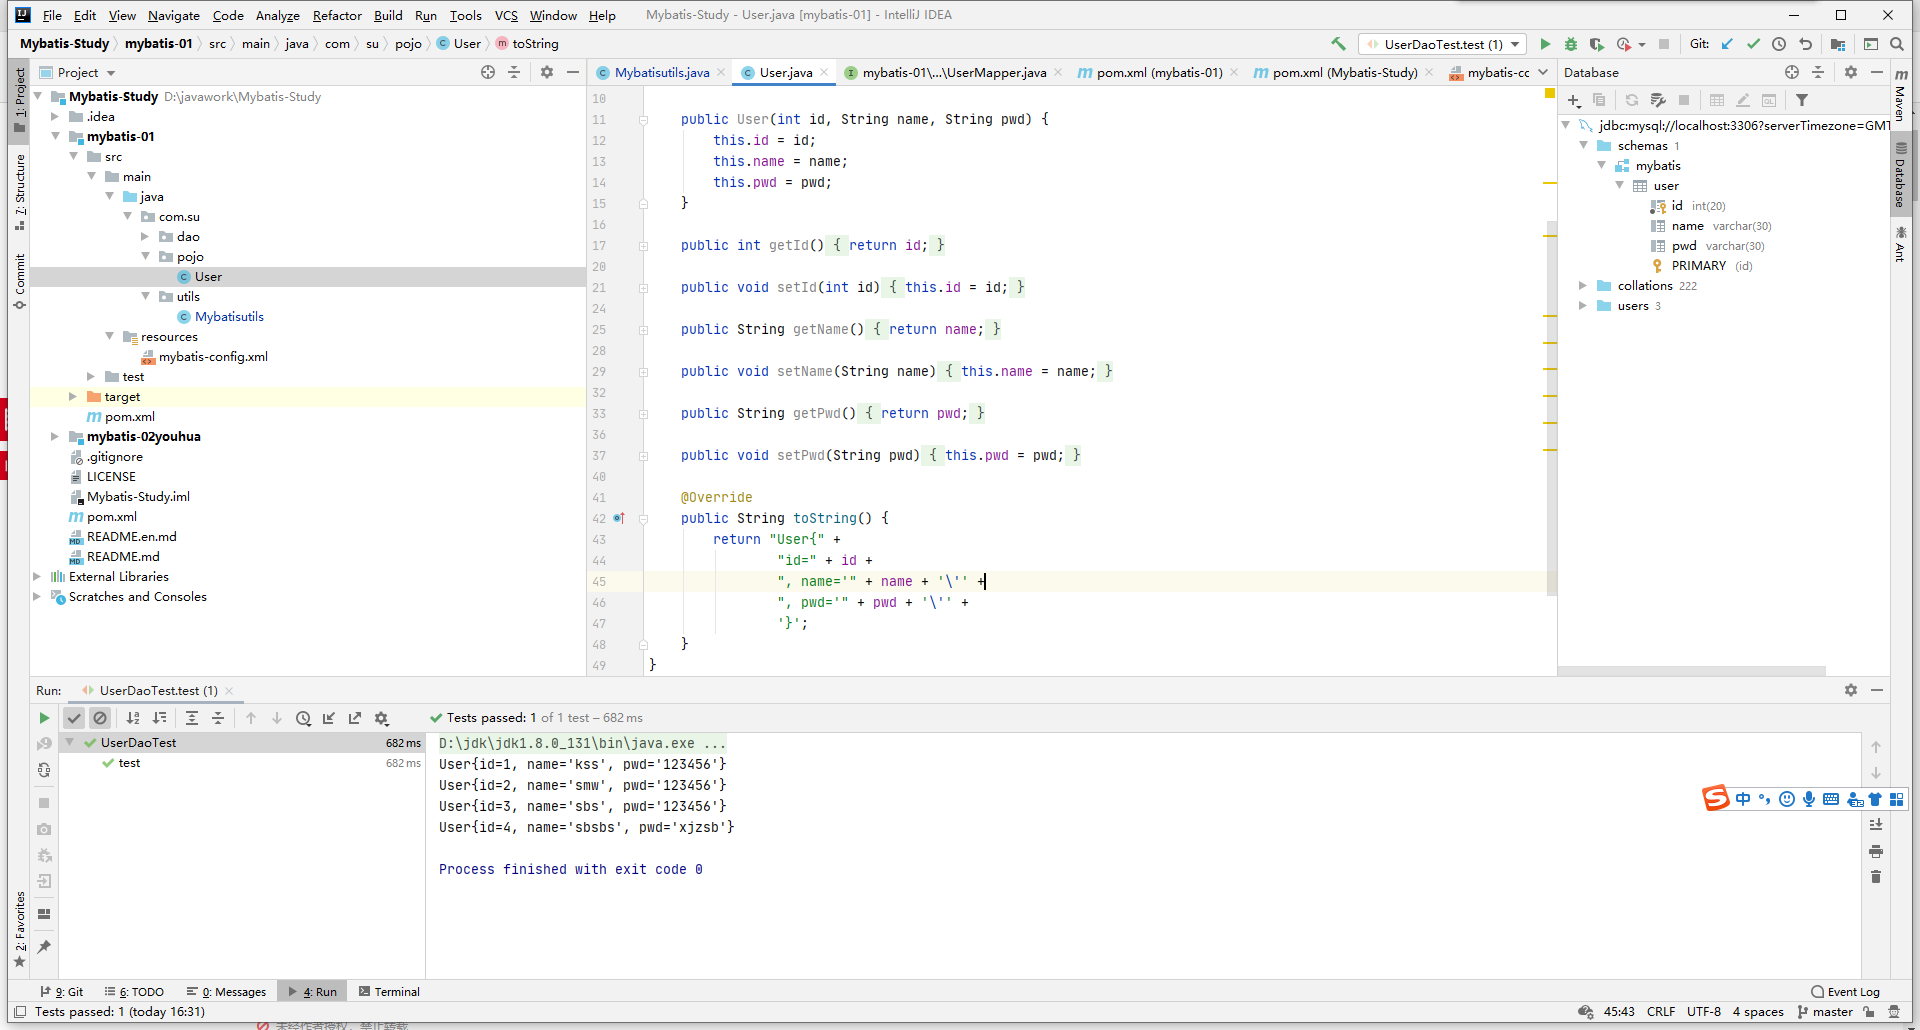 File Edit View Navigate Code Analyze Refactor Build Run Tools VCS Window Help Mybatis-Study - User.java [mybatis-01] - IntelliJ IDEA
Mybatis-Study mybatis-01 src main java com su pojo User toString UserDaoTest.test (1) Git:
Project Mybatisutils.java User.java mybatis-01\...\UserMapper.java pom.xml (mybatis-01) pom.xml (Mybatis-Study) mybatis-cc Database
1: Project
7: Structure
Commit
2: Favorites
Mybatis-Study D:\javawork\Mybatis-Study
.idea
mybatis-01
src
main
java
com.su
dao
pojo
User
utils
Mybatisutils
resources
mybatis-config.xml
test
target
pom.xml
mybatis-02youhua
.gitignore
LICENSE
Mybatis-Study.iml
pom.xml
README.en.md
README.md
External Libraries
Scratches and Consoles
10
11 public User(int id, String name, String pwd) {
12 this.id = id;
13 this.name = name;
14 this.pwd = pwd;
15 }
16
17 public int getId() { return id; }
20
21 public void setId(int id) { this.id = id; }
24
25 public String getName() { return name; }
28
29 public void setName(String name) { this.name = name; }
32
33 public String getPwd() { return pwd; }
36
37 public void setPwd(String pwd) { this.pwd = pwd; }
40
41 @Override
42 public String toString() {
43 return "User{" +
44 "id=" + id +
45 ", name='" + name + '\'' +
46 ", pwd='" + pwd + '\'' +
47 '}';
48 }
49 }
jdbc:mysql://localhost:3306?serverTimezone=GMT
schemas 1
mybatis
user
id int(20)
name varchar(30)
pwd varchar(30)
PRIMARY (id)
collations 222
users 3
Maven
Database
Ant
Run: UserDaoTest.test (1)
Tests passed: 1 of 1 test – 682 ms
UserDaoTest 682 ms
test 682 ms
D:\jdk\jdk1.8.0_131\bin\java.exe ...
User{id=1, name='kss', pwd='123456'}
User{id=2, name='smw', pwd='123456'}
User{id=3, name='sbs', pwd='123456'}
User{id=4, name='sbsbs', pwd='xjzsb'}
Process finished with exit code 0
中
9: Git 6: TODO 0: Messages 4: Run Terminal Event Log
Tests passed: 1 (today 16:31) 45:43 CRLF UTF-8 4 spaces master
未经作者授权，禁止转载